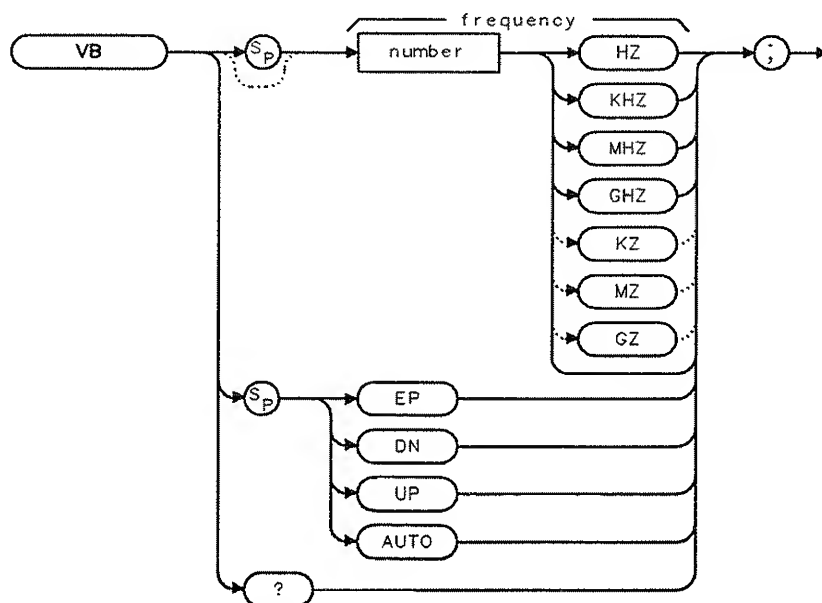 frequency
VB
SP
number
HZ
;
KHZ
MHZ
GHZ
KZ
MZ
GZ
SP
EP
DN
UP
AUTO
?